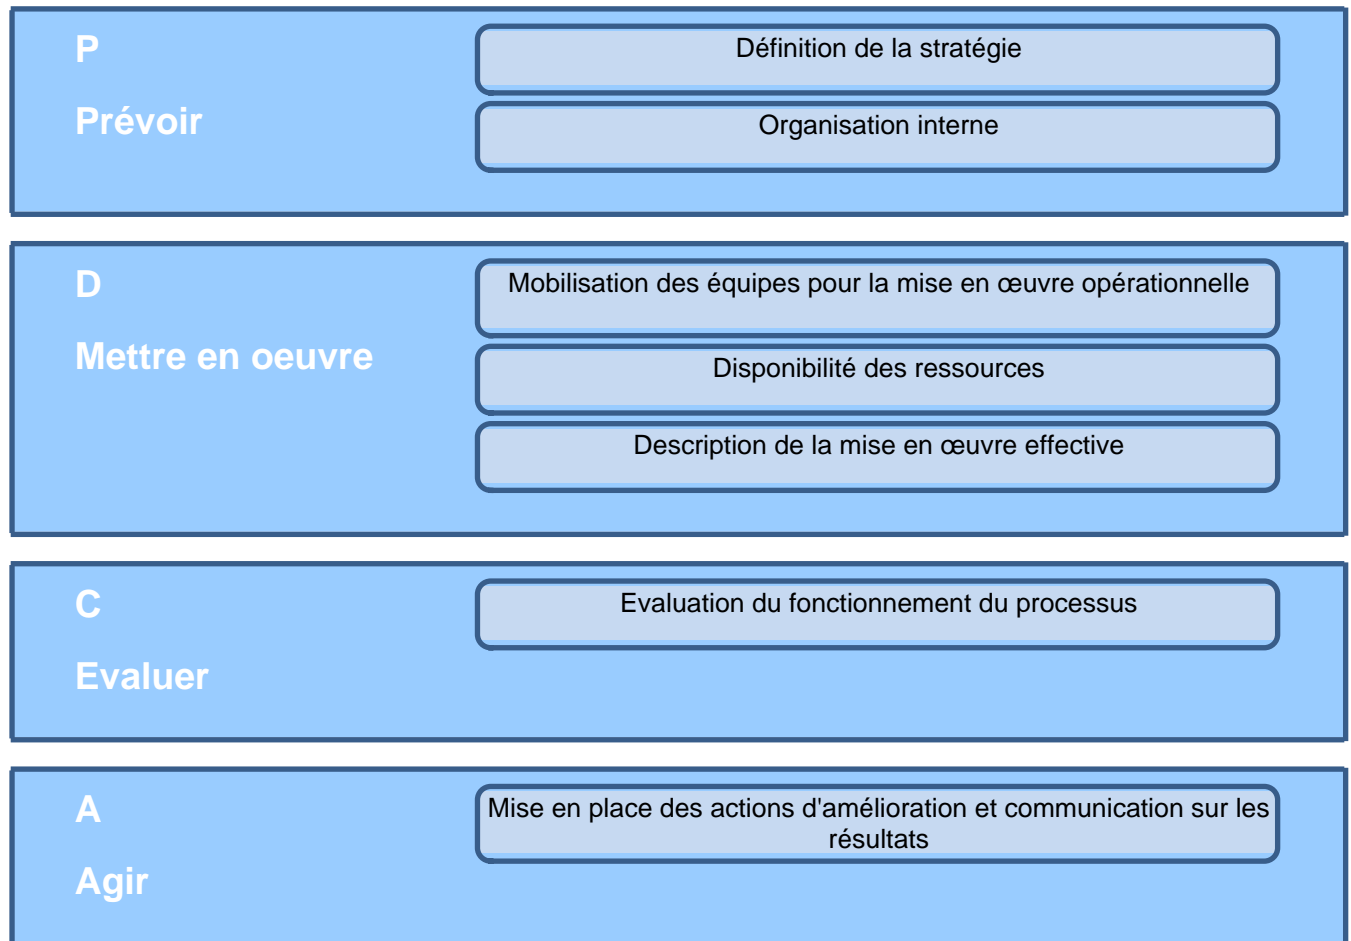 P
Prévoir
Définition de la stratégie
Organisation interne
D
Mettre en oeuvre
Mobilisation des équipes pour la mise en œuvre opérationnelle
Disponibilité des ressources
Description de la mise en œuvre effective
C
Evaluer
Evaluation du fonctionnement du processus
A
Agir
Mise en place des actions d'amélioration et communication sur les
résultats